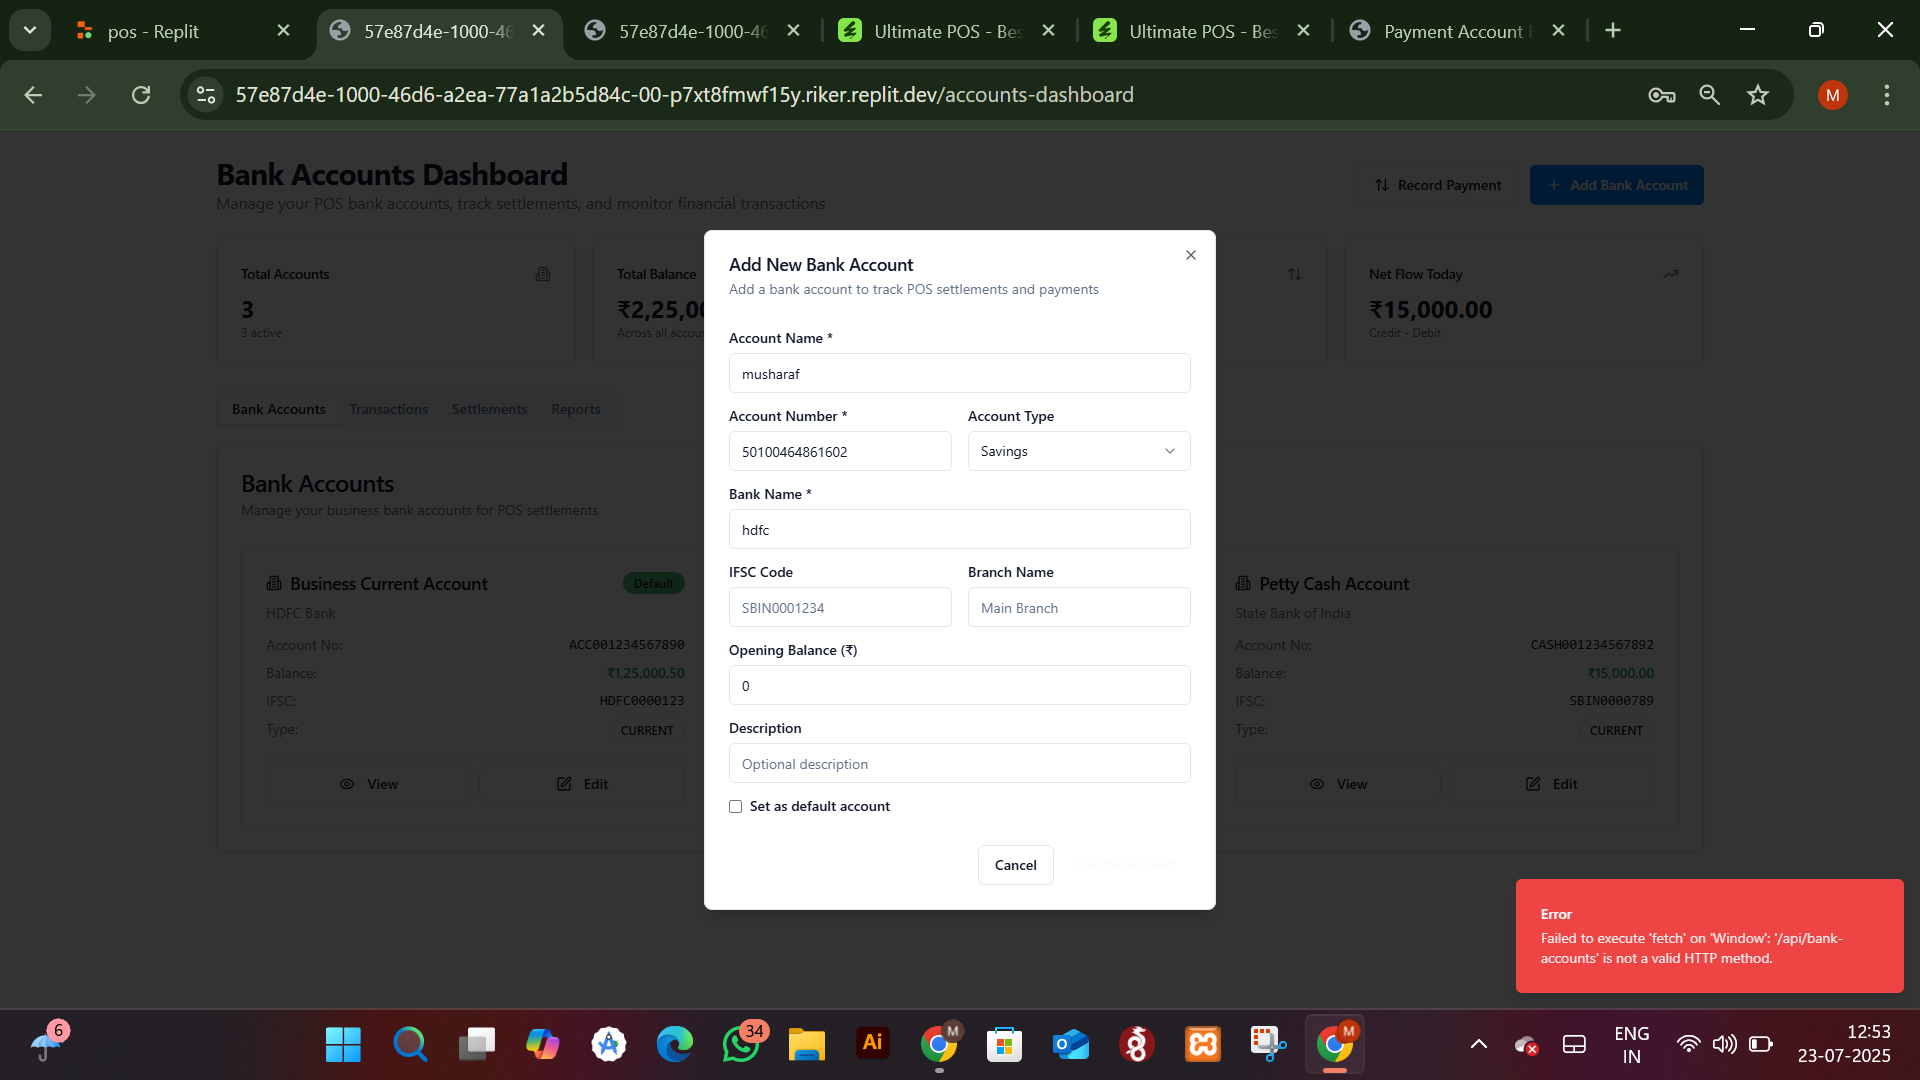 pos - Replit
57e87d4e-1000-46
57e87d4e-1000-46
Ultimate POS - Bes
Ultimate POS - Bes
Payment Account
57e87d4e-1000-46d6-a2ea-77a1a2b5d84c-00-p7xt8fmwf15y.riker.replit.dev/accounts-dashboard
M
Bank Accounts Dashboard
Manage your POS bank accounts, track settlements, and monitor financial transactions
Record Payment
Add Bank Account
Total Accounts
3
3 active
Total Balance
₹2,25,00
Across all accou
Net Flow Today
₹15,000.00
Credit - Debit
Bank Accounts
Transactions
Settlements
Reports
Bank Accounts
Manage your business bank accounts for POS settlements
Business Current Account
Default
HDFC Bank
Account No: ACC001234567890
Balance: ₹1,25,000.50
IFSC: HDFC0000123
Type: CURRENT
View
Edit
Petty Cash Account
State Bank of India
Account No: CASH001234567892
Balance: ₹15,000.00
IFSC: SBIN0000789
Type: CURRENT
View
Edit
Add New Bank Account
Add a bank account to track POS settlements and payments
Account Name *
musharaf
Account Number *
Account Type
50100464861602
Savings
Bank Name *
hdfc
IFSC Code
Branch Name
SBIN0001234
Main Branch
Opening Balance (₹)
0
Description
Optional description
Set as default account
Cancel
Create Account
Error
Failed to execute 'fetch' on 'Window': '/api/bank-
accounts' is not a valid HTTP method.
6
34
Ai
M
M
ENG
IN
12:53
23-07-2025